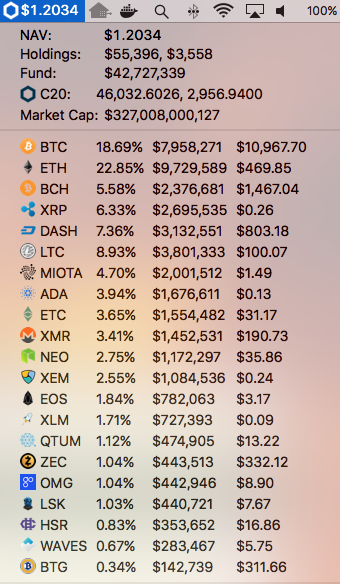 $1.2034 100%
NAV: $1.2034
Holdings: $55,396, $3,558
Fund: $42,727,339
C20: 46,032.6026, 2,956.9400
Market Cap: $327,008,000,127
BTC 18.69% $7,958,271 $10,967.70
ETH 22.85% $9,729,589 $469.85
BCH 5.58% $2,376,681 $1,467.04
XRP 6.33% $2,695,535 $0.26
DASH 7.36% $3,132,551 $803.18
LTC 8.93% $3,801,333 $100.07
MIOTA 4.70% $2,001,512 $1.49
ADA 3.94% $1,676,611 $0.13
ETC 3.65% $1,554,482 $31.17
XMR 3.41% $1,452,531 $190.73
NEO 2.75% $1,172,297 $35.86
XEM 2.55% $1,084,536 $0.24
EOS 1.84% $782,063 $3.17
XLM 1.71% $727,393 $0.09
QTUM 1.12% $474,905 $13.22
ZEC 1.04% $443,513 $332.12
OMG 1.04% $442,946 $8.90
LSK 1.03% $440,721 $7.67
HSR 0.83% $353,652 $16.86
WAVES 0.67% $283,467 $5.75
BTG 0.34% $142,739 $311.66